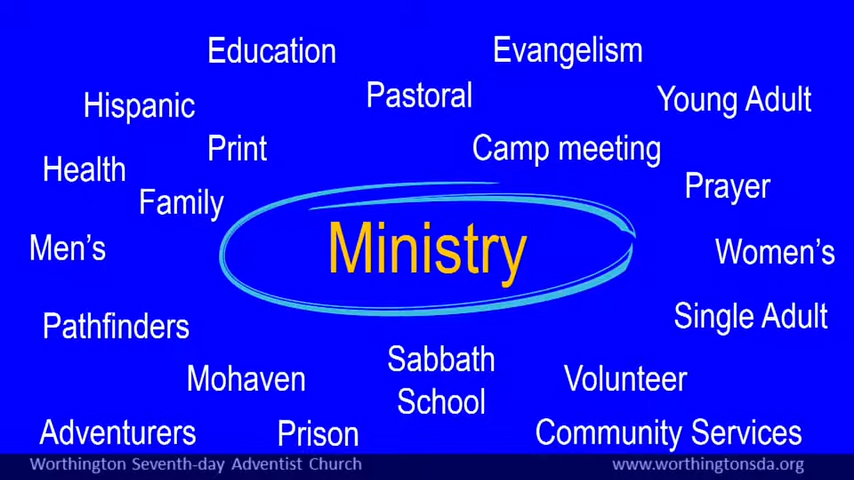 Education
Evangelism
Hispanic
Pastoral
Young Adult
Print
Camp meeting
Health
Prayer
Family
Men's
Ministry
Women's
Pathfinders
Single Adult
Mohaven
Sabbath
School
Volunteer
Adventurers
Prison
Community Services
Worthington Seventh-day Adventist Church
www.worthingtonsda.org